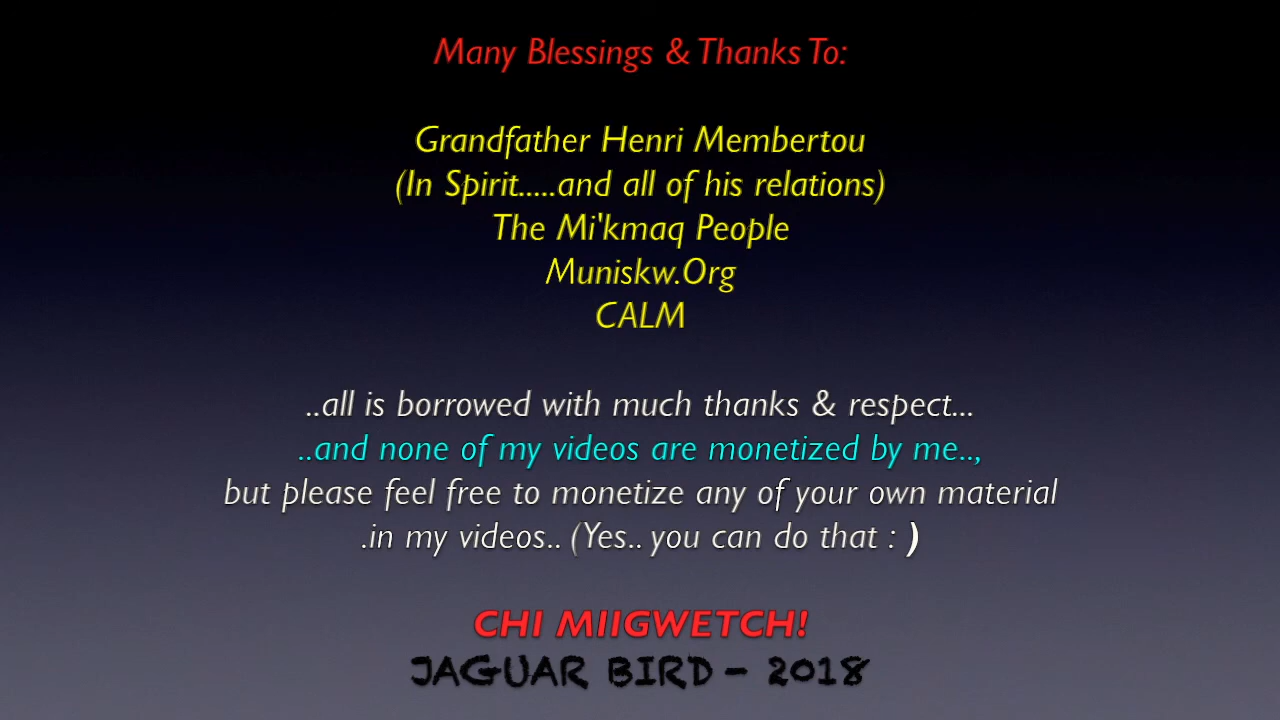 Many Blessings & Thanks To:
Grandfather Henri Membertou
(In Spirit.....and all of his relations)
The Mi'kmaq People
Muniskw.Org
CALM
..all is borrowed with much thanks & respect...
..and none of my videos are monetized by me..,
but please feel free to monetize any of your own material
.in my videos.. (Yes.. you can do that : )
CHI MIIGWETCH!
JAGUAR BIRD - 2018